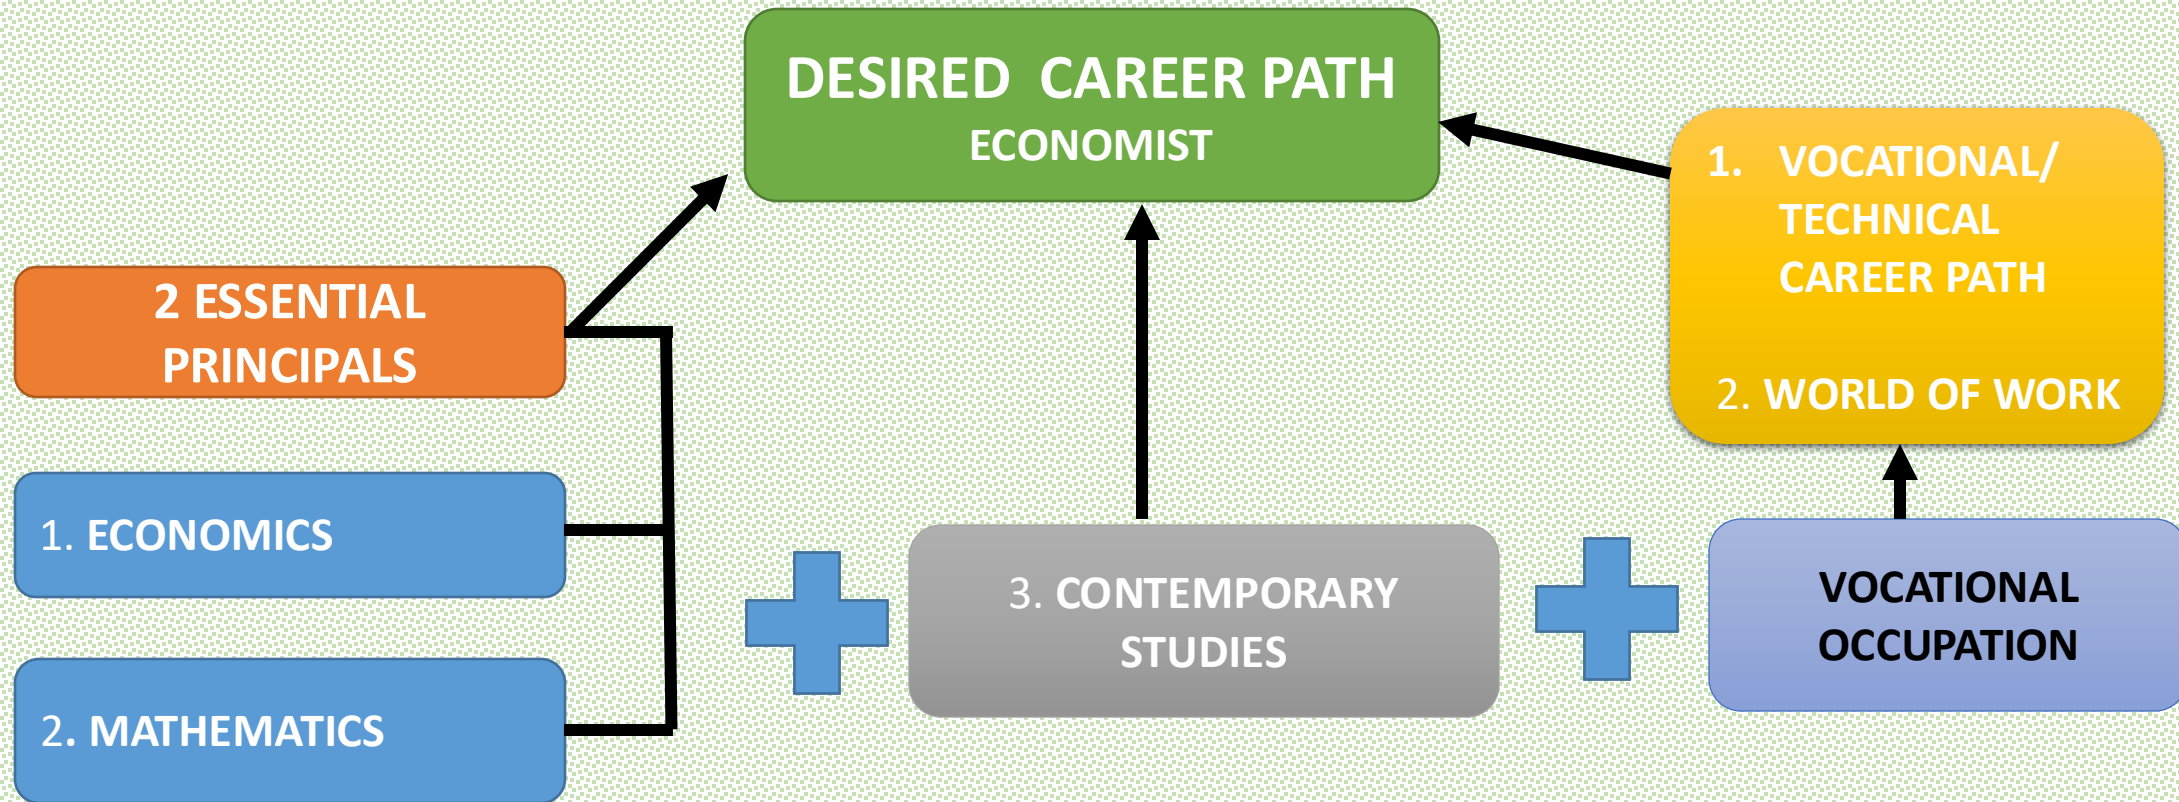 DESIRED  CAREER PATH
ECONOMIST
2 ESSENTIAL
PRINCIPALS
1. ECONOMICS
2. MATHEMATICS
3. CONTEMPORARY
STUDIES
1. VOCATIONAL/
TECHNICAL
CAREER PATH
2. WORLD OF WORK
VOCATIONAL
OCCUPATION